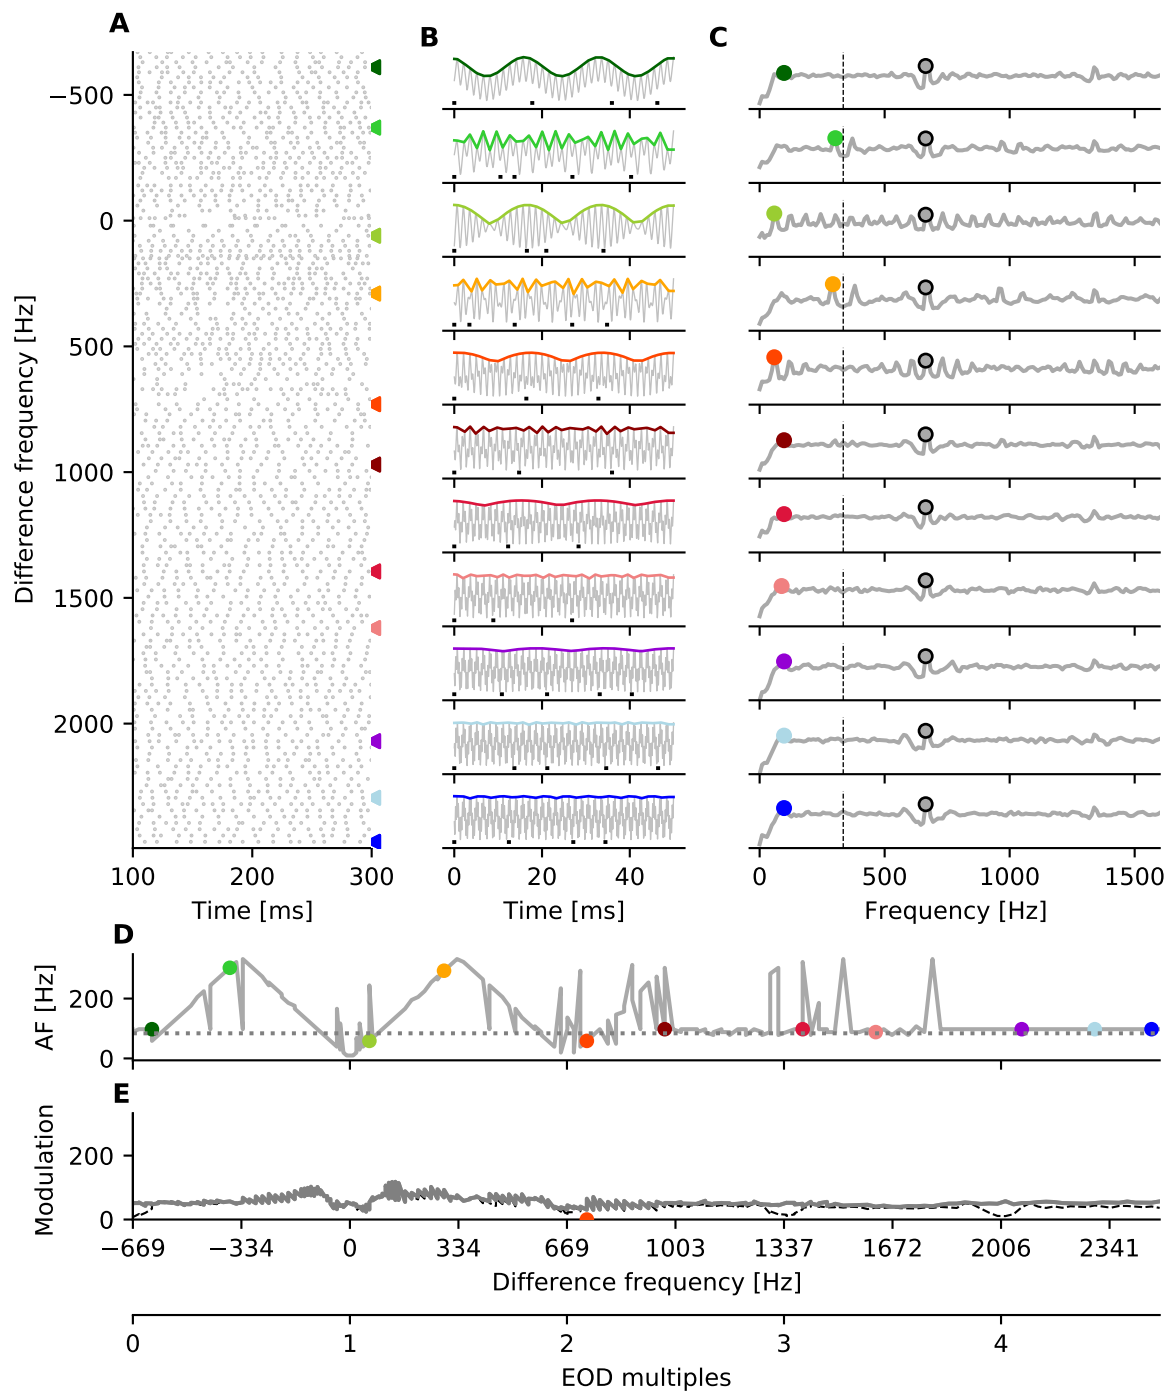 A
B
C
Difference frequency [Hz]
−500
0
500
1000
1500
2000
100
200
300
Time [ms]
0
20
40
Time [ms]
0
500
1000
1500
Frequency [Hz]
D
AF [Hz]
200
0
E
Modulation
200
0
−669
−334
0
334
669
1003
1337
1672
2006
2341
Difference frequency [Hz]
0
1
2
3
4
EOD multiples